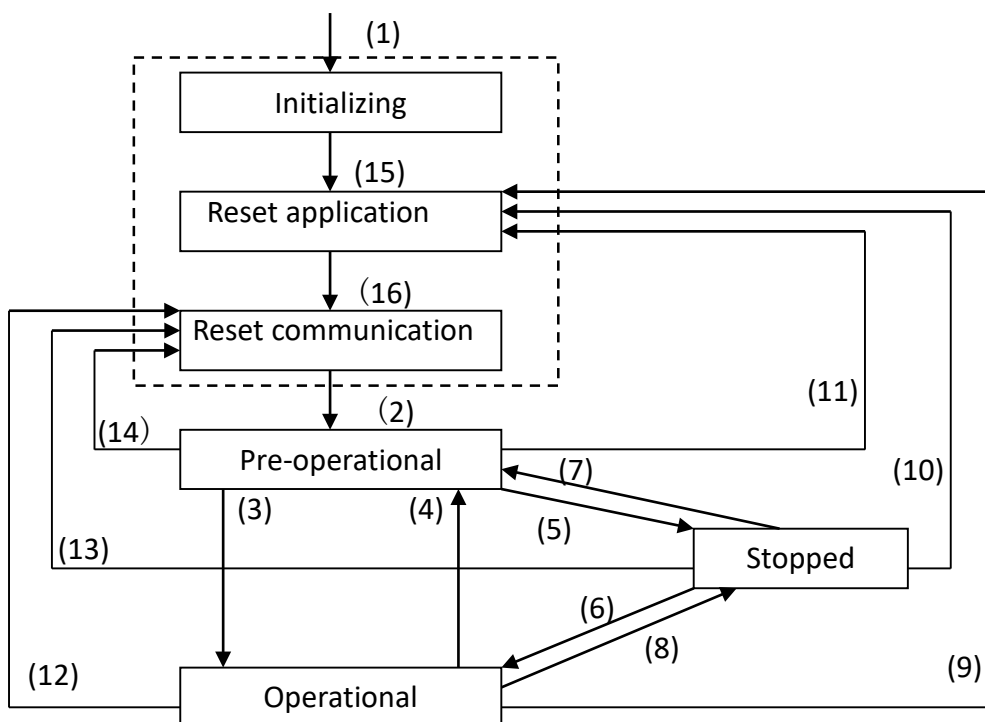 (1)
Initializing
(15)
Reset application
（16)
Reset communication
(11)
（2)
(14）
Pre-operational
(7)
(10)
(3)
(4)
(5)
(13)
Stopped
(6)
(8)
(12)
(9)
Operational